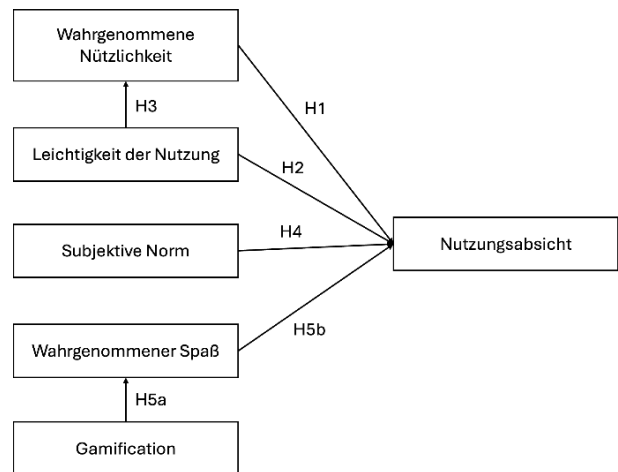 Wahrgenommene
Nützlichkeit
H3
H1
Leichtigkeit der Nutzung
H2
Subjektive Norm
H4
Nutzungsabsicht
Wahrgenommener Spaß
H5b
H5a
Gamification